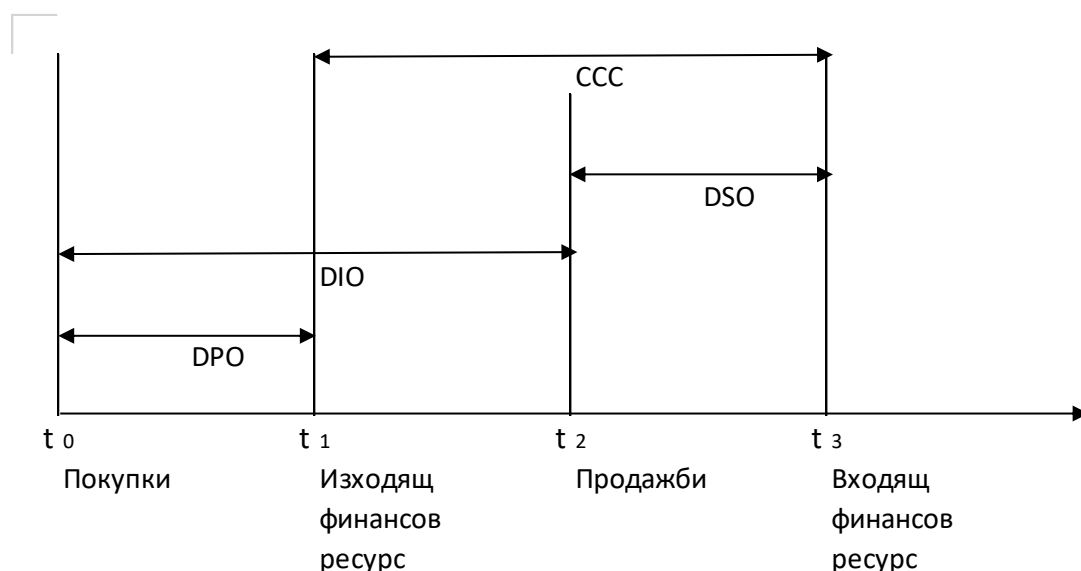 CCC
DSO
DIO
DPO
t 0
t 1
t 2
t 3
Покупки
Изходящ
финансов
ресурс
Продажби
Входящ
финансов
ресурс